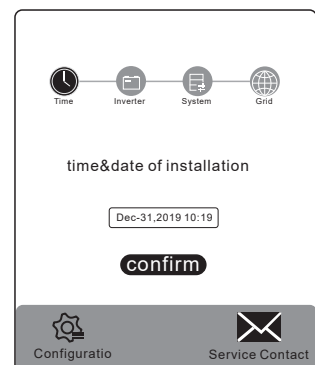 Time Inverter System Grid
time&date of installation
Dec-31,2019 10:19
confirm
Configuratio Service Contact